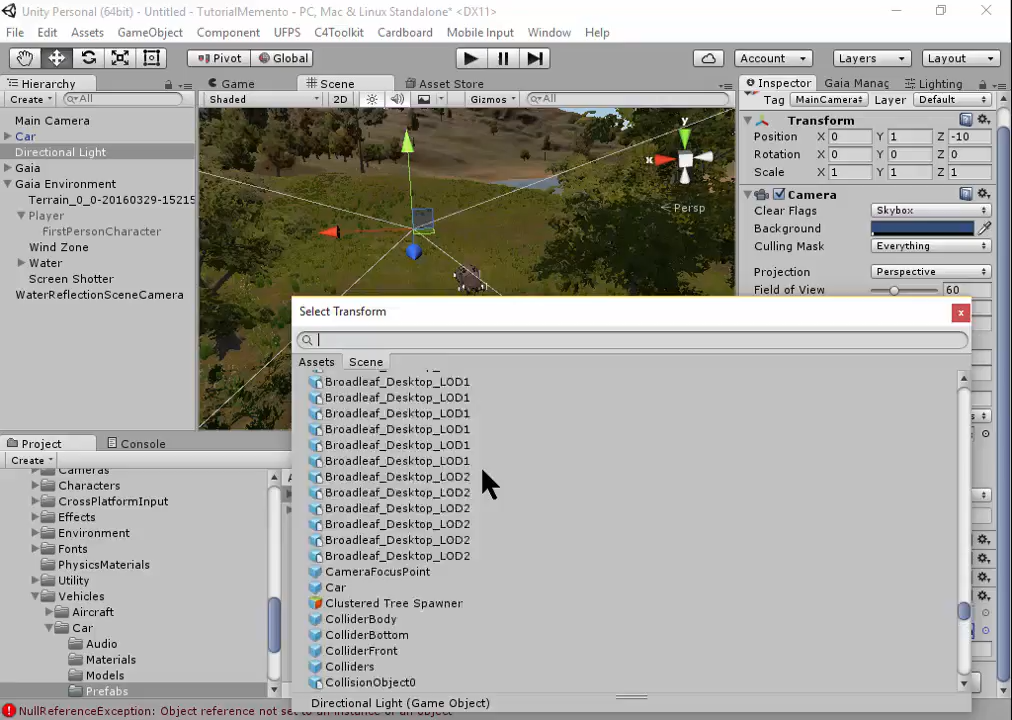 Unity Personal (64bit) - Untitled - TutorialMemento - PC, Mac & Linux Standalone* <DX11>
File Edit Assets GameObject Component UFPS C4Toolkit Cardboard Mobile Input Window Help
Pivot Global Account Layers Layout
Hierarchy Game Scene Asset Store Inspector Gaia Manag Lighting
Create All Shaded 2D Gizmos All Tag MainCamera Layer Default
Main Camera
Car
Directional Light
Gaia
Gaia Environment
Terrain_0_0-20160329-15215
Player
FirstPersonCharacter
Wind Zone
Water
Screen Shotter
WaterReflectionSceneCamera
y
x
Persp
Transform
Position X 0 Y 1 Z -10
Rotation X 0 Y 0 Z 0
Scale X 1 Y 1 Z 1
Camera
Clear Flags Skybox
Background
Culling Mask Everything
Projection Perspective
Field of View 60
Select Transform
Assets Scene
Broadleaf_Desktop_LOD1
Broadleaf_Desktop_LOD1
Broadleaf_Desktop_LOD1
Broadleaf_Desktop_LOD1
Broadleaf_Desktop_LOD1
Broadleaf_Desktop_LOD1
Broadleaf_Desktop_LOD2
Broadleaf_Desktop_LOD2
Broadleaf_Desktop_LOD2
Broadleaf_Desktop_LOD2
Broadleaf_Desktop_LOD2
Broadleaf_Desktop_LOD2
CameraFocusPoint
Car
Clustered Tree Spawner
ColliderBody
ColliderBottom
ColliderFront
Colliders
CollisionObject0
Directional Light (Game Object)
Project Console
Create
Cameras
Characters
CrossPlatformInput
Effects
Environment
Fonts
PhysicsMaterials
Utility
Vehicles
Aircraft
Car
Audio
Materials
Models
Prefabs
NullReferenceException: Object reference not set to an instance of an object